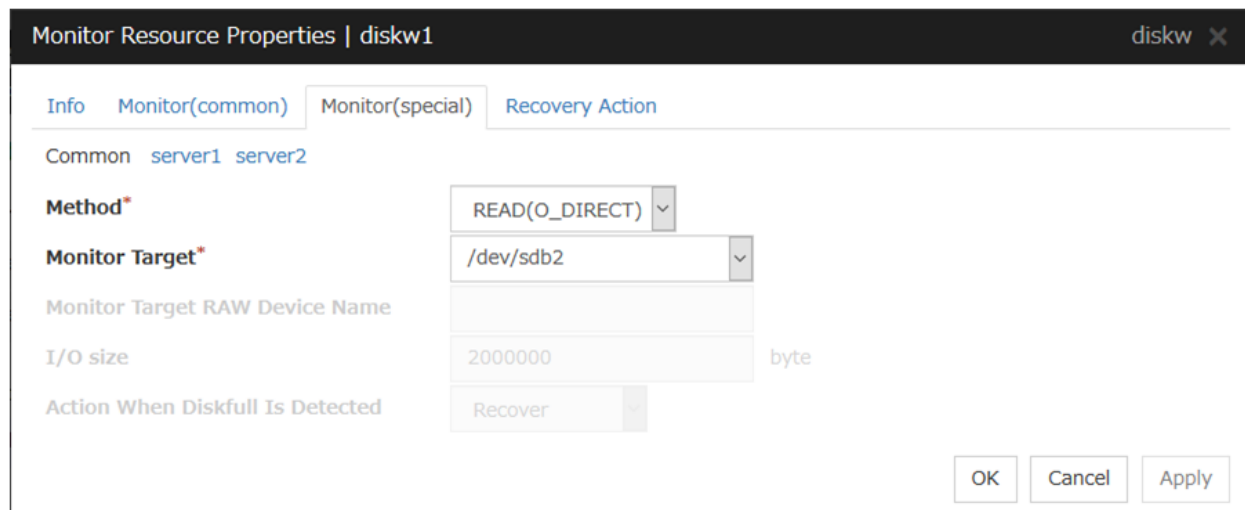 Monitor Resource Properties | diskw1 diskw
Info Monitor(common) Monitor(special) Recovery Action
Common server1 server2
Method* READ(O_DIRECT)
Monitor Target* /dev/sdb2
Monitor Target RAW Device Name
I/O size 2000000 byte
Action When Diskfull Is Detected Recover
OK Cancel Apply